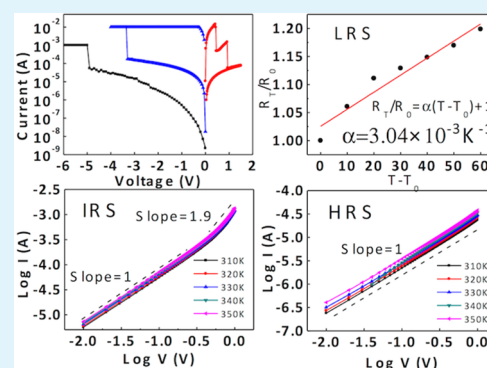 10⁻²
10⁻³
10⁻⁴
10⁻⁵
10⁻⁶
10⁻⁷
10⁻⁸
10⁻⁹
Current (A)
-6 -5 -4 -3 -2 -1 0 1 2
Voltage (V)
LRS
1.20
1.15
1.10
1.05
1.00
R_T/R_0
R_T/R_0=α(T-T_0)+1
α=3.04×10⁻³K⁻
0 10 20 30 40 50 60
T-T_0
IRS
-2.5
-3.0
-3.5
-4.0
-4.5
-5.0
Log I (A)
Slope=1.9
Slope=1
310K
320K
330K
340K
350K
-2.0 -1.5 -1.0 -0.5 0.0
Log V (V)
HRS
-4.0
-4.5
-5.0
-5.5
-6.0
-6.5
-7.0
Log I (A)
Slope=1
310K
320K
330K
340K
350K
-2.0 -1.5 -1.0 -0.5 0.0
Log V (V)